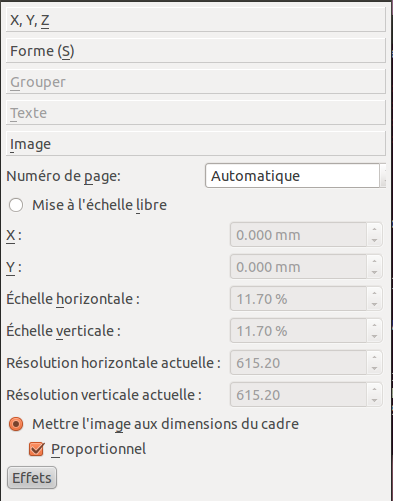 X, Y, Z
Forme (S)
Grouper
Texte
Image
Numéro de page: Automatique
Mise à l'échelle libre
X : 0.000 mm
Y : 0.000 mm
Échelle horizontale : 11.70 %
Échelle verticale : 11.70 %
Résolution horizontale actuelle : 615.20
Résolution verticale actuelle : 615.20
Mettre l'image aux dimensions du cadre
Proportionnel
Effets